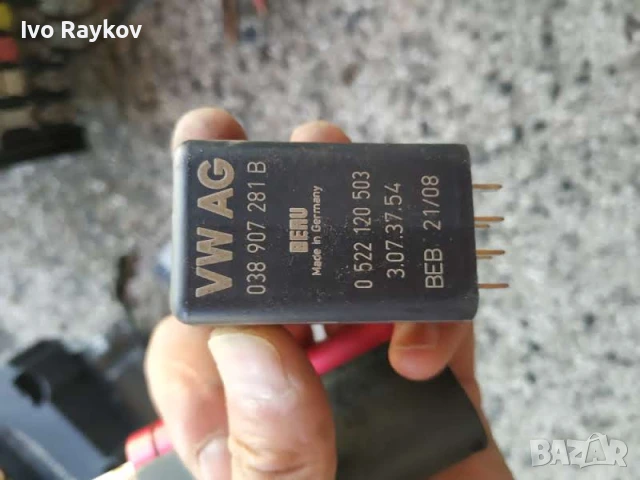 Ivo Raykov
VW AG
038 907 281 B
BERU
Made in Germany
0 522 120 503
3.07.37.54
BEB 21/08
BAZAR